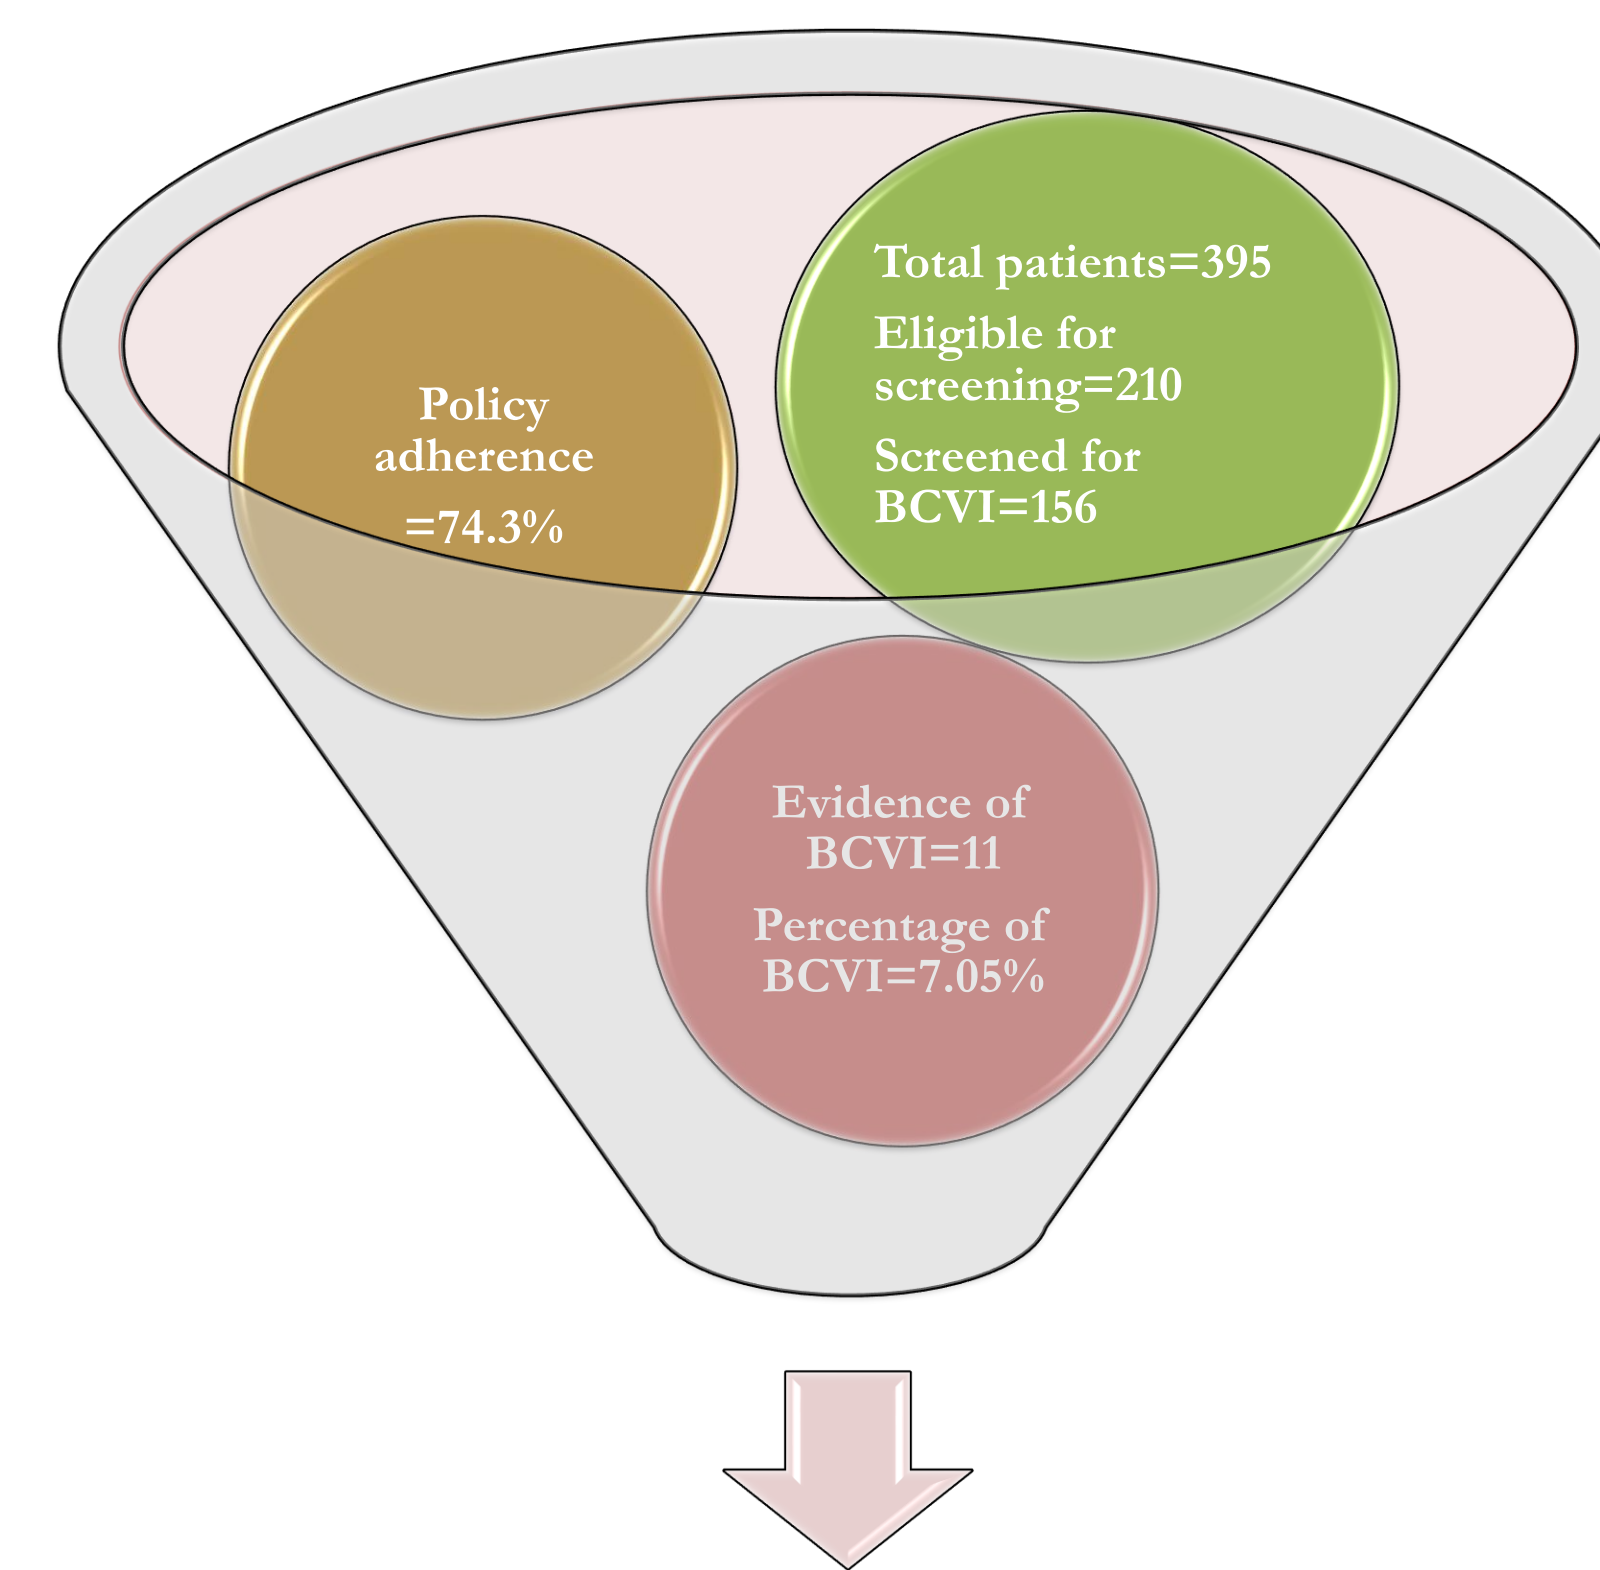 Policy
adherence
=74.3%
Total patients=395
Eligible for
screening=210
Screened for
BCVI=156
Evidence of
BCVI=11
Percentage of
BCVI=7.05%